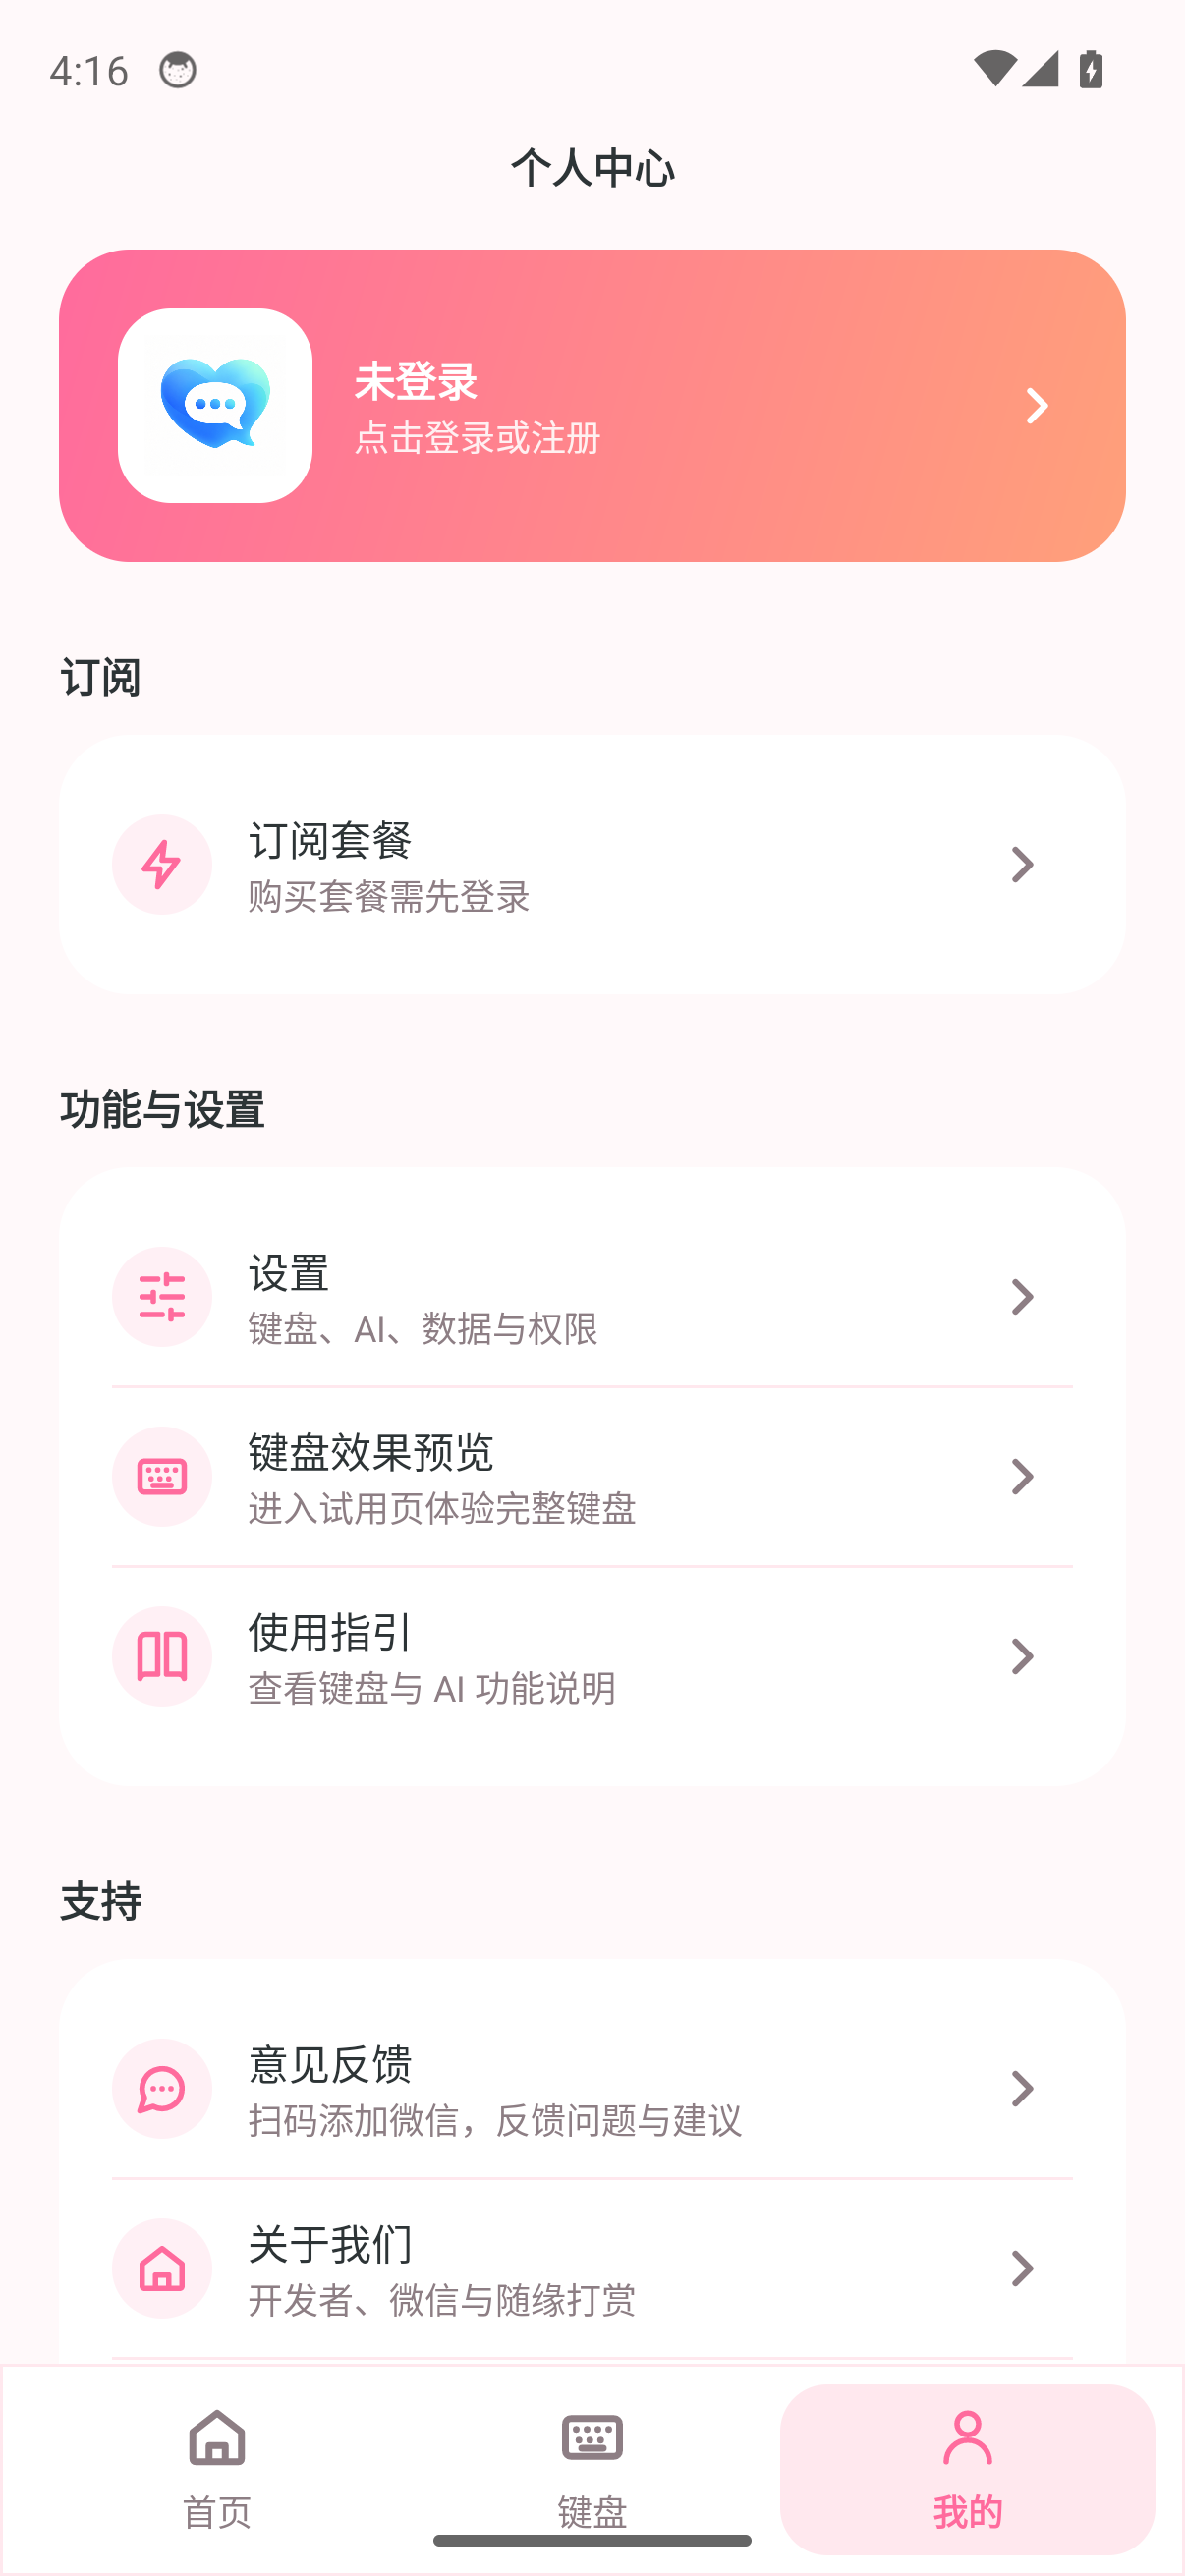 4:16
个人中心
未登录
点击登录或注册
订阅
订阅套餐
购买套餐需先登录
功能与设置
设置
键盘、AI、数据与权限
键盘效果预览
进入试用页体验完整键盘
使用指引
查看键盘与 AI 功能说明
支持
意见反馈
扫码添加微信，反馈问题与建议
关于我们
开发者、微信与随缘打赏
首页
键盘
我的